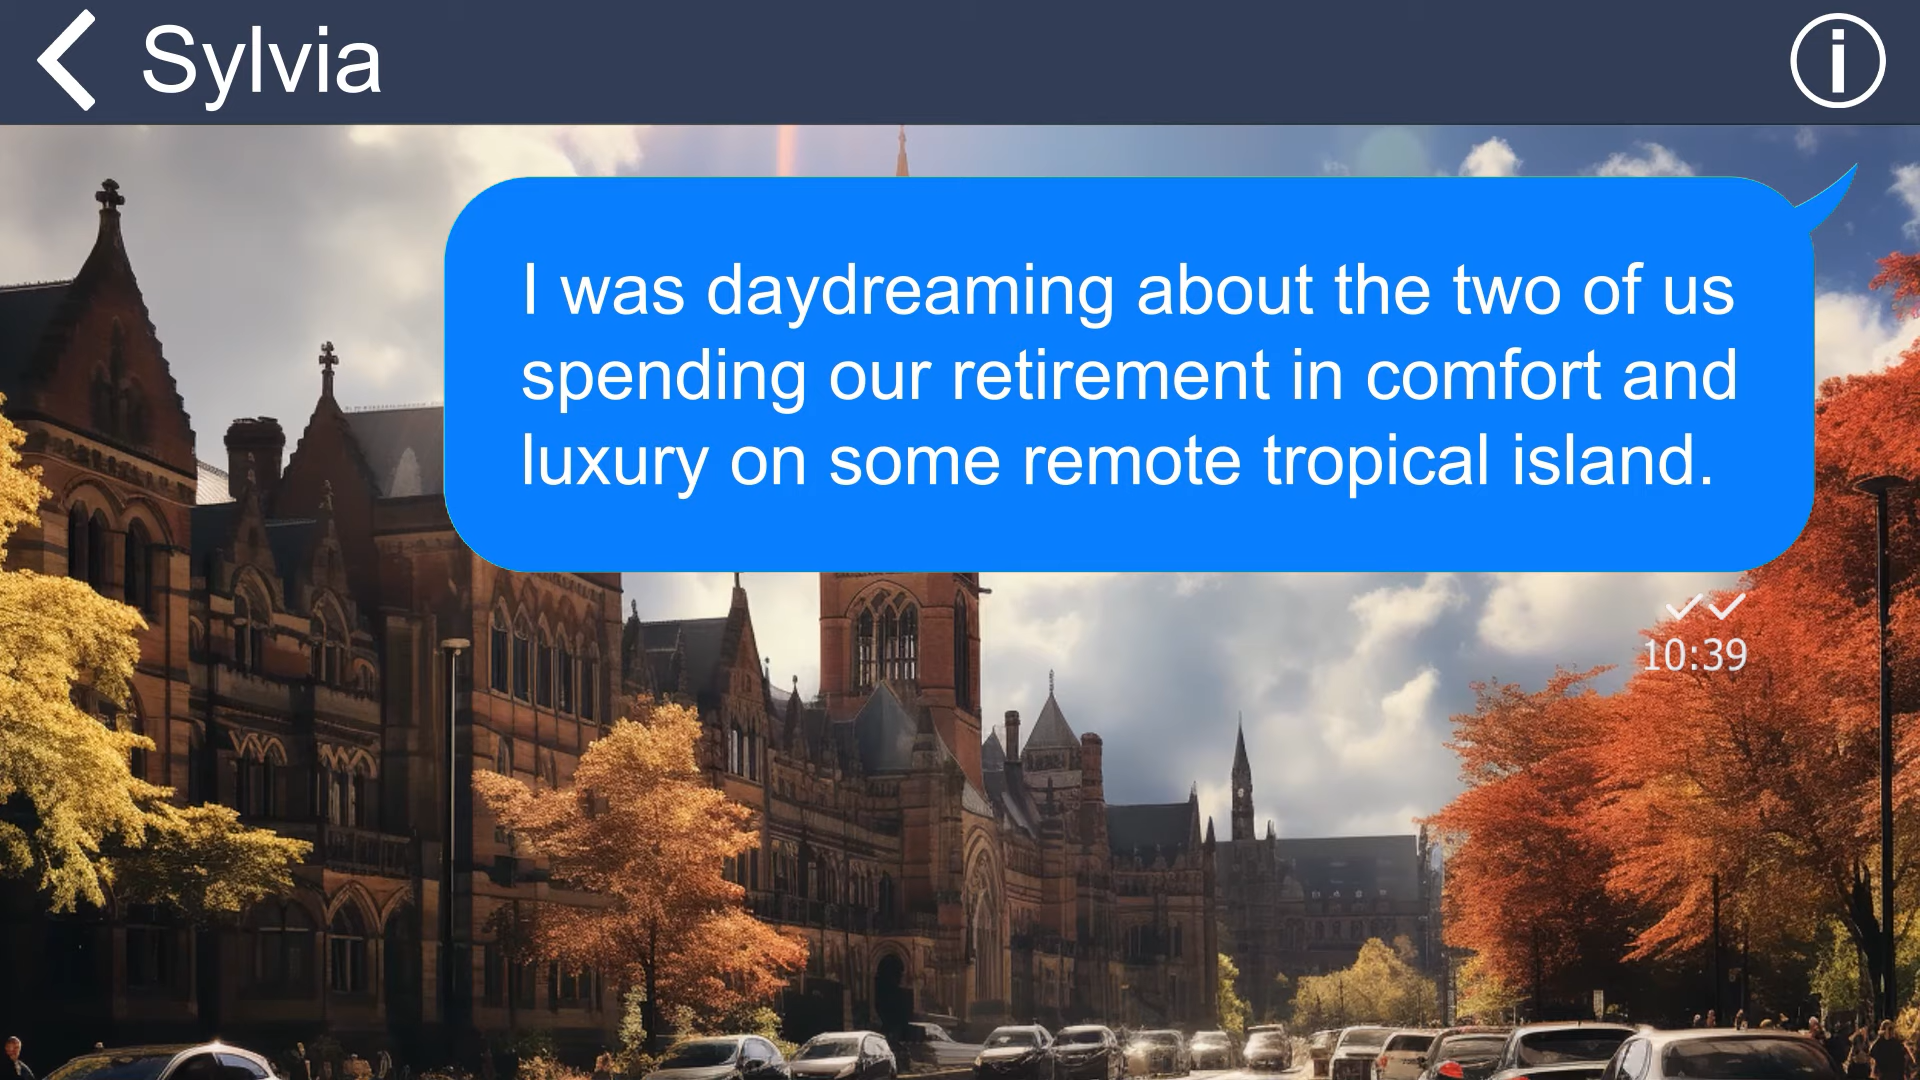 Sylvia
I was daydreaming about the two of us
spending our retirement in comfort and
luxury on some remote tropical island.
10:39